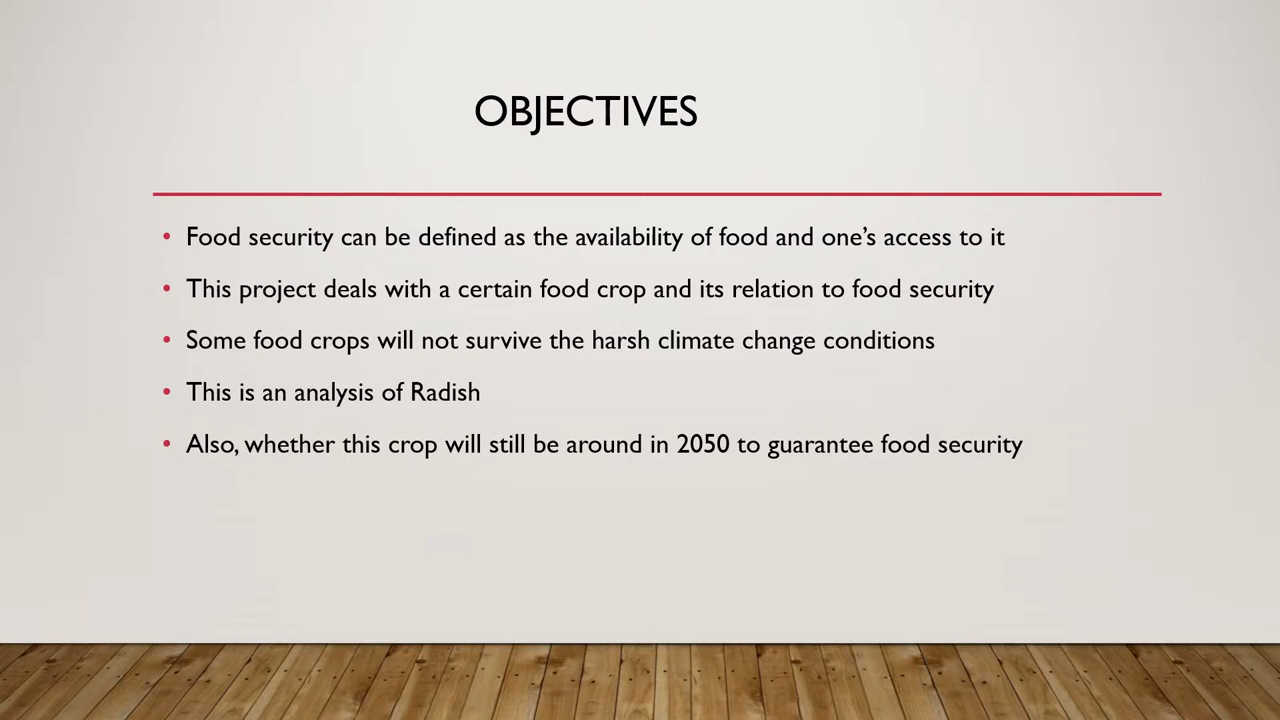 OBJECTIVES
• Food security can be defined as the availability of food and one’s access to it
• This project deals with a certain food crop and its relation to food security
• Some food crops will not survive the harsh climate change conditions
• This is an analysis of Radish
• Also, whether this crop will still be around in 2050 to guarantee food security